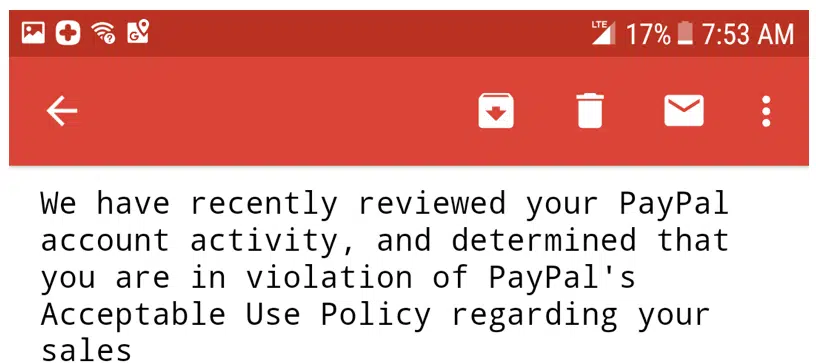 LTE 17% 7:53 AM
We have recently reviewed your PayPal
account activity, and determined that
you are in violation of PayPal's
Acceptable Use Policy regarding your
sales